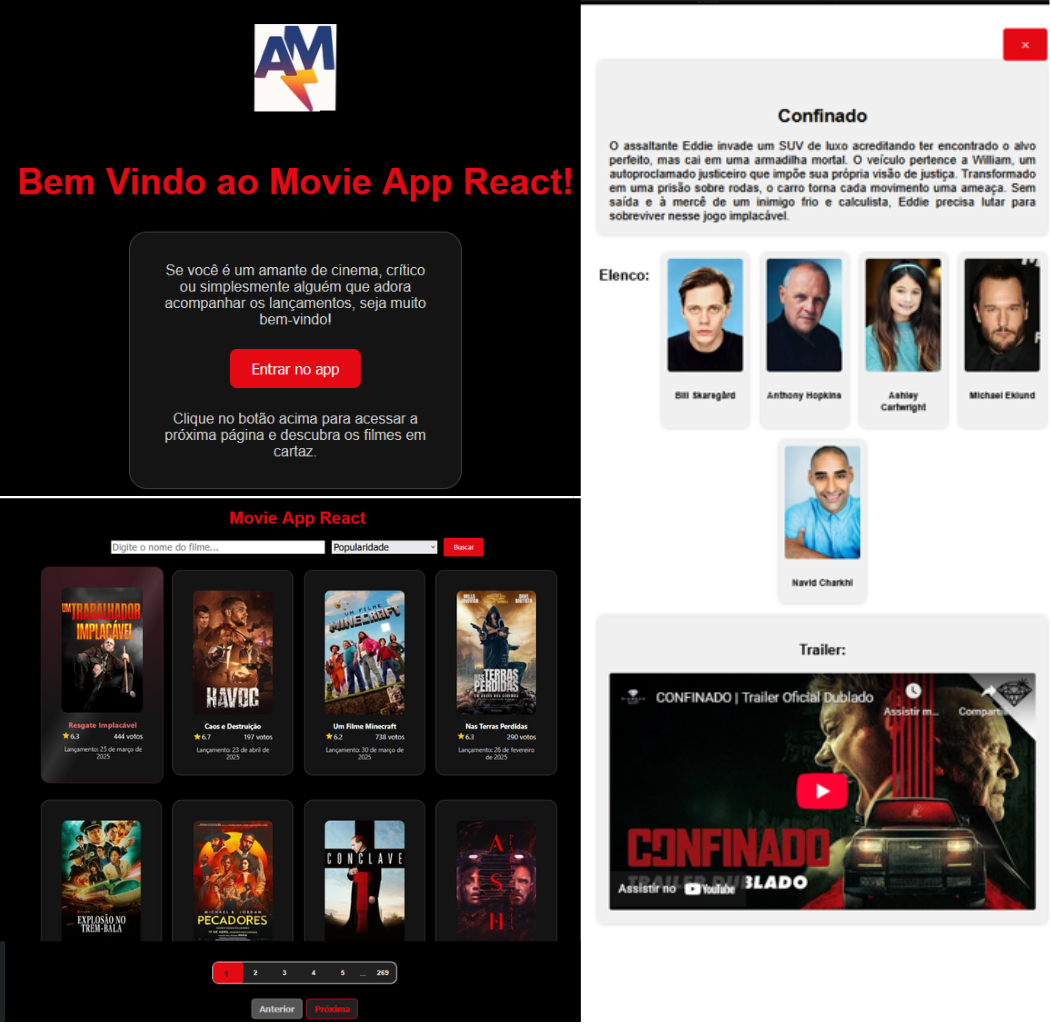 AM
Bem Vindo ao Movie App React!
Se você é um amante de cinema, crítico
ou simplesmente alguém que adora
acompanhar os lançamentos, seja muito
bem-vindo!
Entrar no app
Clique no botão acima para acessar a
próxima página e descubra os filmes em
cartaz.
Movie App React
Digite o nome do filme...
Popularidade
Buscar
UM TRABALHADOR
IMPLACÁVEL
Resgate Implacável
6.3 444 votos
Lançamento: 25 de março de
2025
HAVOC
Caos e Destruição
6.7 197 votos
Lançamento: 23 de abril de
2025
UM FILME
MINECRAFT
Um Filme Minecraft
6.2 738 votos
Lançamento: 30 de março de
2025
NAS TERRAS
PERDIDAS
Nas Terras Perdidas
6.3 290 votos
Lançamento: 26 de fevereiro
de 2025
EXPLOSÃO NO
TREM-BALA
MICHAEL B. JORDAN
PECADORES
CONCLAVE
A
S
H
1 2 3 4 5 ... 269
Anterior Próxima
×
Confinado
O assaltante Eddie invade um SUV de luxo acreditando ter encontrado o alvo
perfeito, mas cai em uma armadilha mortal. O veículo pertence a William, um
autoproclamado justiceiro que impõe sua própria visão de justiça. Transformado
em uma prisão sobre rodas, o carro torna cada movimento uma ameaça. Sem
saída e à mercê de um inimigo frio e calculista, Eddie precisa lutar para
sobreviver nesse jogo implacável.
Elenco:
Bill Skarsgård
Anthony Hopkins
Ashley
Cartwright
Michael Eklund
Navid Charkhi
Trailer:
CONFINADO | Trailer Oficial Dublado
Assistir m...
Compartil
CONFINADO
TRAILER DUBLADO
Assistir no YouTube